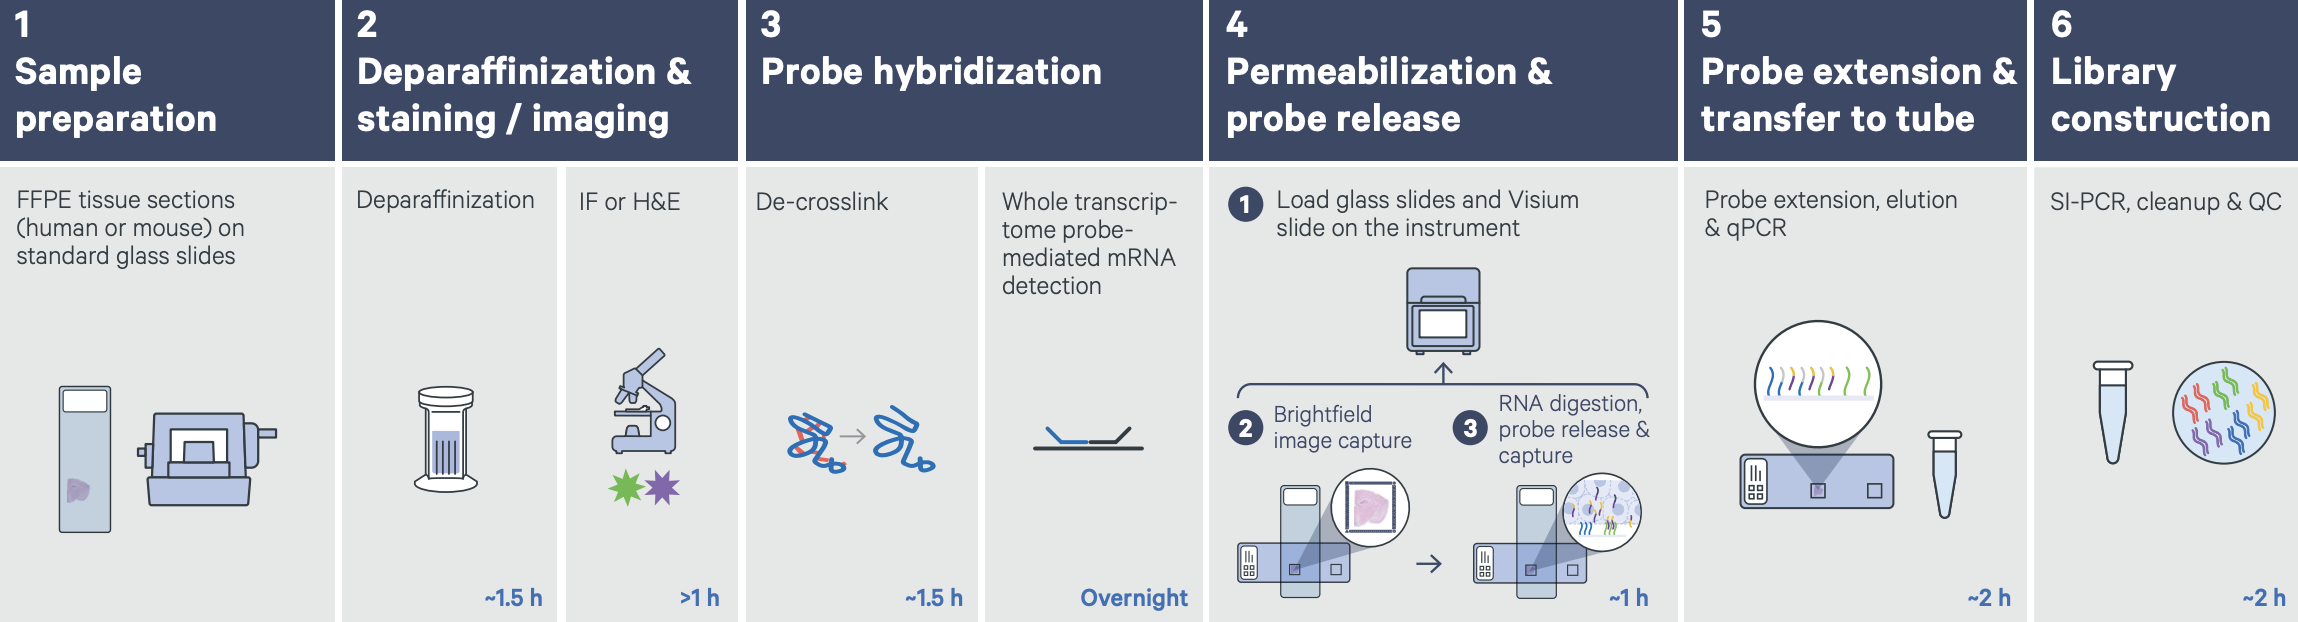 1
Sample
preparation
FFPE tissue sections
(human or mouse) on
standard glass slides
2
Deparaffinization &
staining / imaging
Deparaffinization
~1.5 h
IF or H&E
>1 h
3
Probe hybridization
De-crosslink
~1.5 h
Whole transcrip-
tome probe-
mediated mRNA
detection
Overnight
4
Permeabilization &
probe release
1 Load glass slides and Visium
slide on the instrument
2 Brightfield
image capture
3 RNA digestion,
probe release &
capture
~1 h
5
Probe extension &
transfer to tube
Probe extension, elution
& qPCR
~2 h
6
Library
construction
SI-PCR, cleanup & QC
~2 h